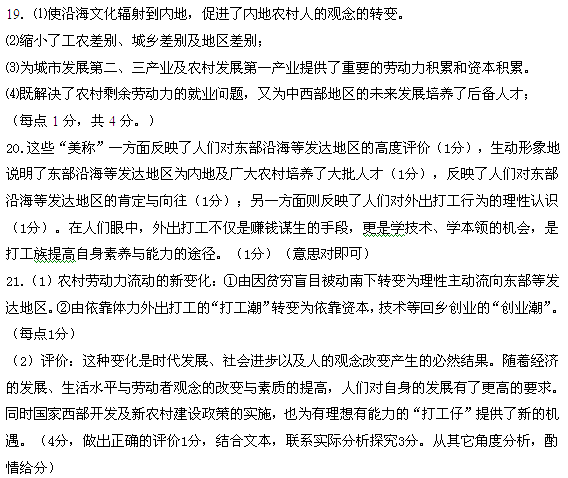 19. ⑴使沿海文化辐射到内地，促进了内地农村人的观念的转变。
⑵缩小了工农差别、城乡差别及地区差别；
⑶为城市发展第二、三产业及农村发展第一产业提供了重要的劳动力积累和资本积累。
⑷既解决了农村剩余劳动力的就业问题，又为中西部地区的未来发展培养了后备人才；
（每点 1 分，共 4 分。）
20.这些“美称”一方面反映了人们对东部沿海等发达地区的高度评价（1分），生动形象地
说明了东部沿海等发达地区为内地及广大农村培养了大批人才（1分），反映了人们对东部
沿海等发达地区的肯定与向往（1分）；另一方面则反映了人们对外出打工行为的理性认识
（1分）。在人们眼中，外出打工不仅是赚钱谋生的手段，更是学技术、学本领的机会，是
打工族提高自身素养与能力的途径。（1分）（意思对即可）
21.（1）农村劳动力流动的新变化：①由因贫穷盲目被动南下转变为理性主动流向东部等发
达地区。②由依靠体力外出打工的“打工潮”转变为依靠资本，技术等回乡创业的“创业潮”。
（每点1分）
（2）评价：这种变化是时代发展、社会进步以及人的观念改变产生的必然结果。随着经济
的发展、生活水平与劳动者观念的改变与素质的提高，人们对自身的发展有了更高的要求。
同时国家西部开发及新农村建设政策的实施，也为有理想有能力的“打工仔”提供了新的机
遇。（4分，做出正确的评价1分，结合文本，联系实际分析探究3分。从其它角度分析，酌
情给分）